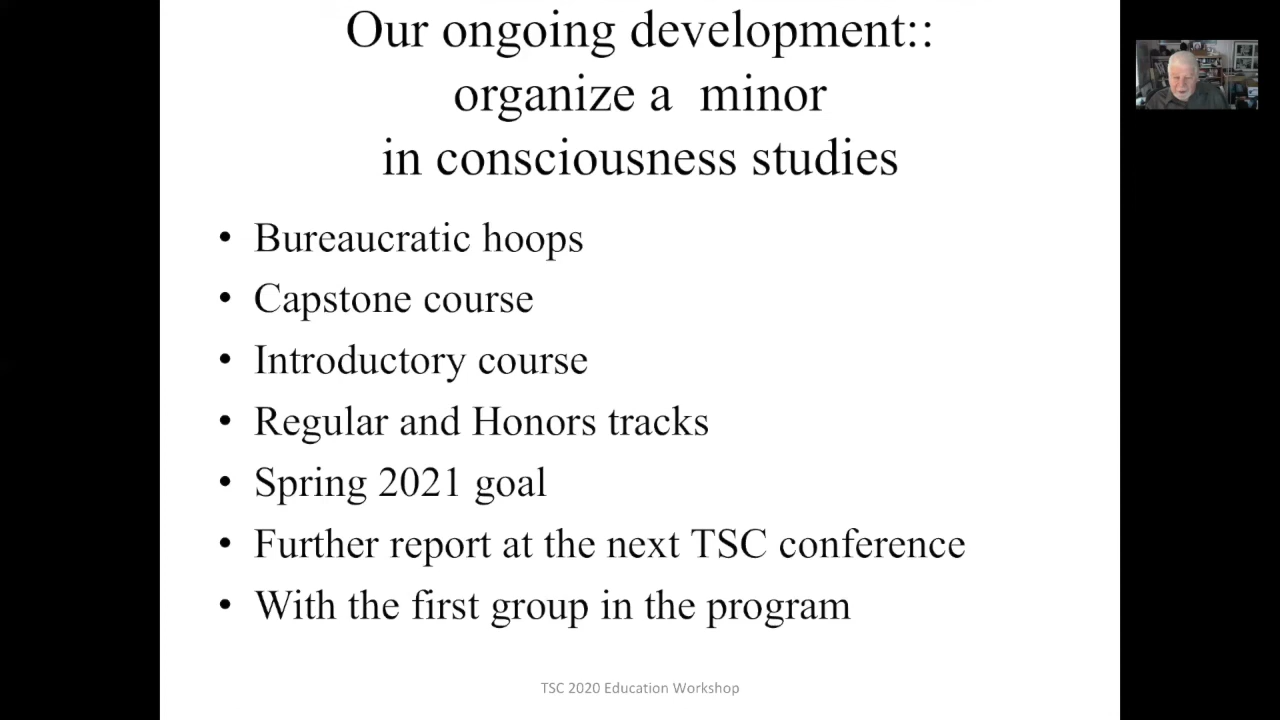 Our ongoing development::
organize a  minor
in consciousness studies
• Bureaucratic hoops
• Capstone course
• Introductory course
• Regular and Honors tracks
• Spring 2021 goal
• Further report at the next TSC conference
• With the first group in the program
TSC 2020 Education Workshop